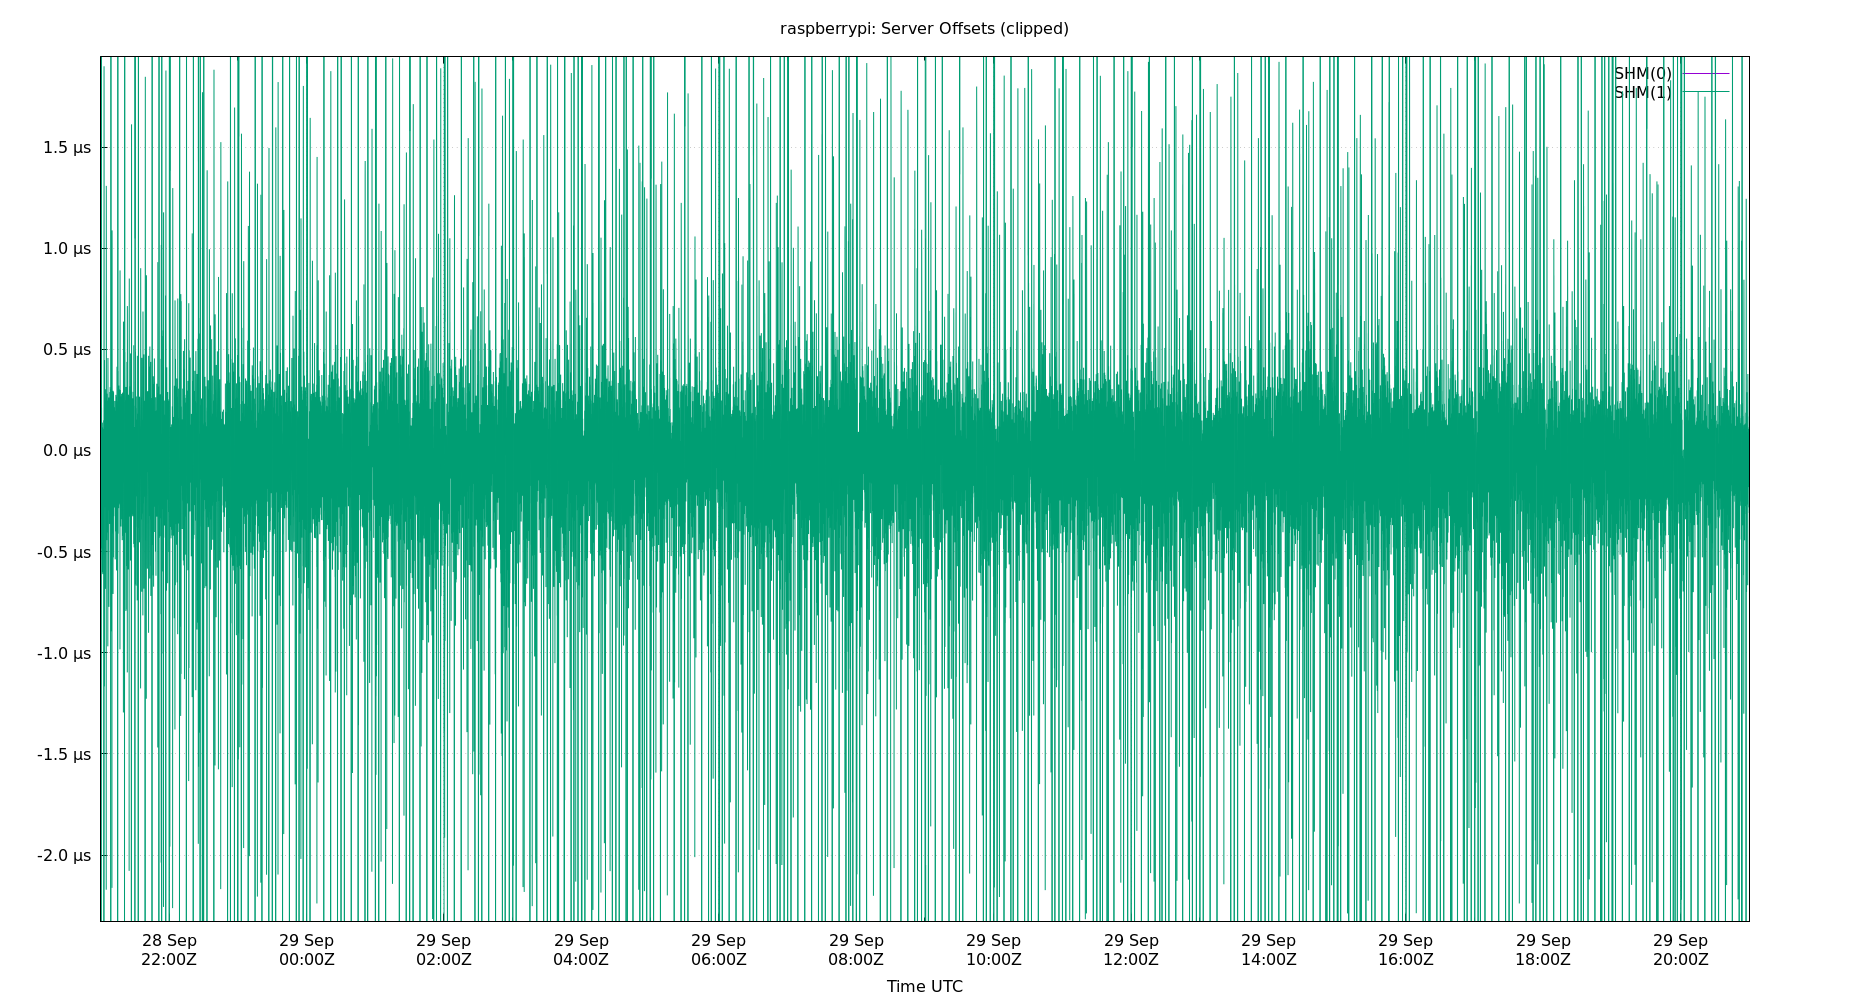 raspberrypi: Server Offsets (clipped)
SHM(0)
SHM(1)
1.5 µs
1.0 µs
0.5 µs
0.0 µs
-0.5 µs
-1.0 µs
-1.5 µs
-2.0 µs
28 Sep 29 Sep 29 Sep 29 Sep 29 Sep 29 Sep 29 Sep 29 Sep 29 Sep 29 Sep 29 Sep 29 Sep
22:00Z 00:00Z 02:00Z 04:00Z 06:00Z 08:00Z 10:00Z 12:00Z 14:00Z 16:00Z 18:00Z 20:00Z
Time UTC